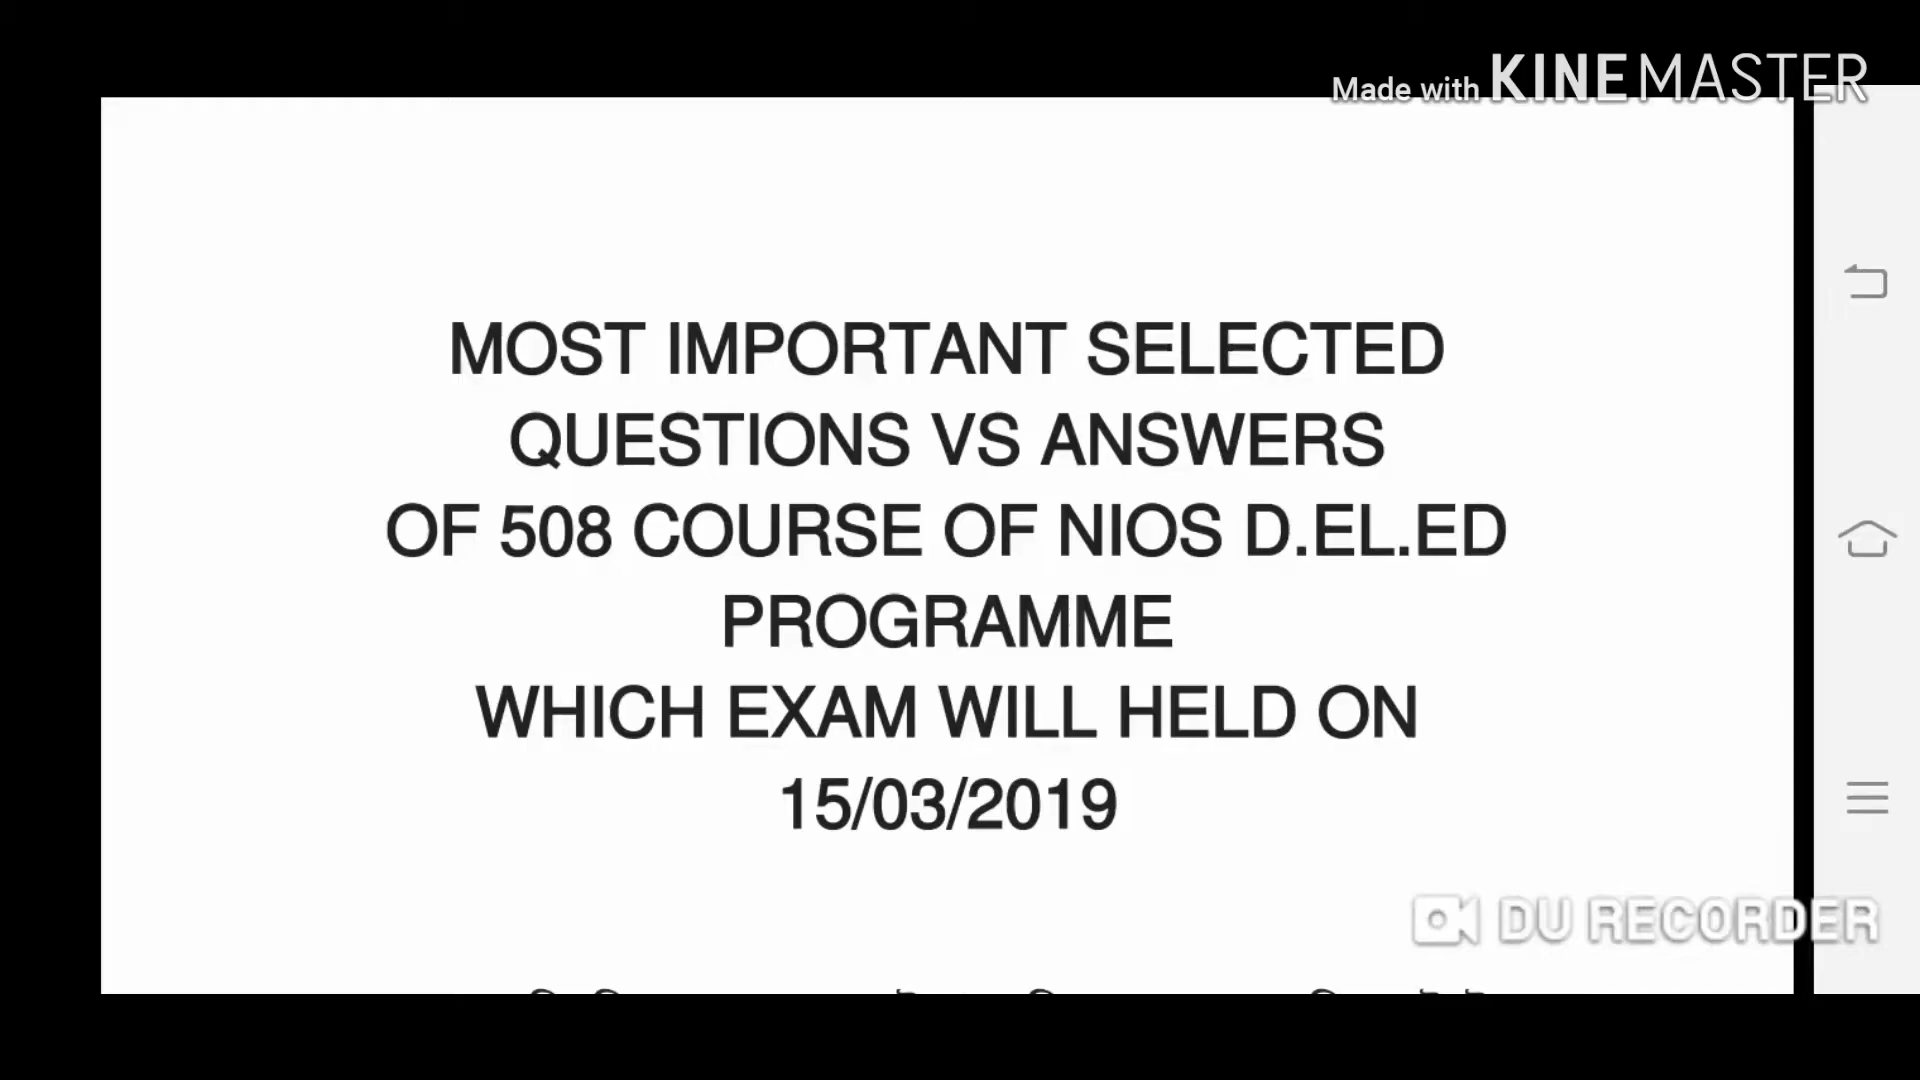 Made with KINEMASTER
MOST IMPORTANT SELECTED
QUESTIONS VS ANSWERS
OF 508 COURSE OF NIOS D.EL.ED
PROGRAMME
WHICH EXAM WILL HELD ON
15/03/2019
DU RECORDER